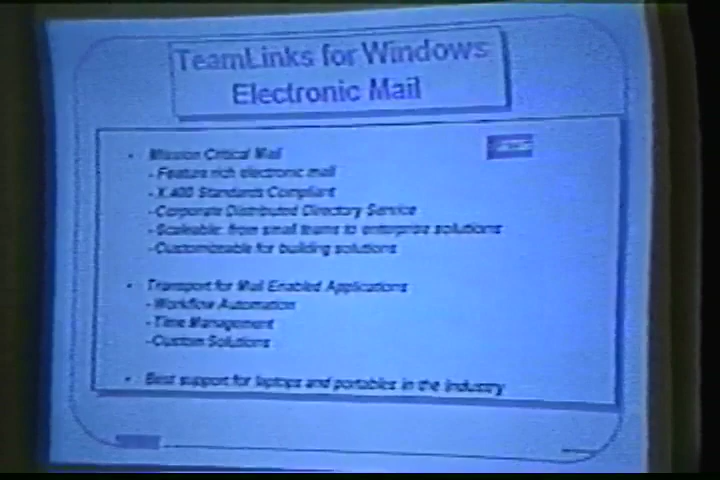 TeamLinks for Windows
Electronic Mail
• Mission Critical Mail
-Feature rich electronic mail
-X.400 Standards Compliant
-Corporate Distributed Directory Service
-Scaleable: from small teams to enterprise solutions
-Customizeable for building solutions
• Transport for Mail Enabled Applications
-Workflow Automation
-Time Management
-Custom Solutions
• Best support for laptops and portables in the industry